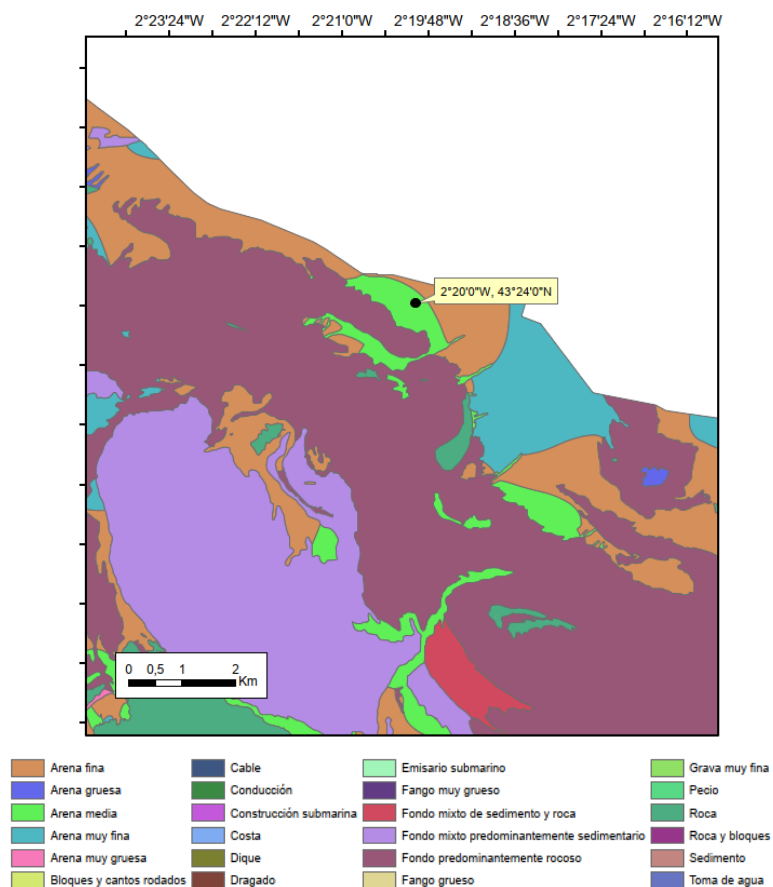 2°23'24"W 2°22'12"W 2°21'0"W 2°19'48"W 2°18'36"W 2°17'24"W 2°16'12"W
2°20'0"W, 43°24'0"N
0 0,5 1 2
Km
Arena fina Cable Emisario submarino Grava muy fina
Arena gruesa Conducción Fango muy grueso Pecio
Arena media Construcción submarina Fondo mixto de sedimento y roca Roca
Arena muy fina Costa Fondo mixto predominantemente sedimentario Roca y bloques
Arena muy gruesa Dique Fondo predominantemente rocoso Sedimento
Bloques y cantos rodados Dragado Fango grueso Toma de agua